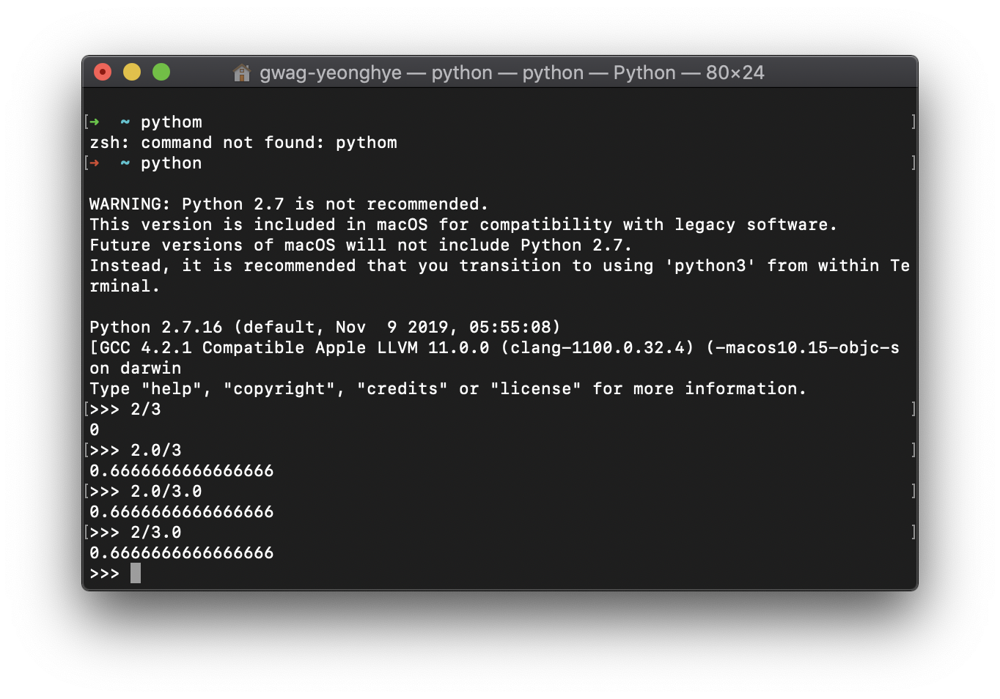 gwag-yeonghye — python — python — Python — 80×24
[➜  ~ pythom ]
zsh: command not found: pythom
[➜  ~ python ]
WARNING: Python 2.7 is not recommended.
This version is included in macOS for compatibility with legacy software.
Future versions of macOS will not include Python 2.7.
Instead, it is recommended that you transition to using 'python3' from within Te
rminal.
Python 2.7.16 (default, Nov  9 2019, 05:55:08)
[GCC 4.2.1 Compatible Apple LLVM 11.0.0 (clang-1100.0.32.4) (-macos10.15-objc-s
on darwin
Type "help", "copyright", "credits" or "license" for more information.
[>>> 2/3 ]
0
[>>> 2.0/3 ]
0.6666666666666666
[>>> 2.0/3.0 ]
0.6666666666666666
[>>> 2/3.0 ]
0.6666666666666666
>>>